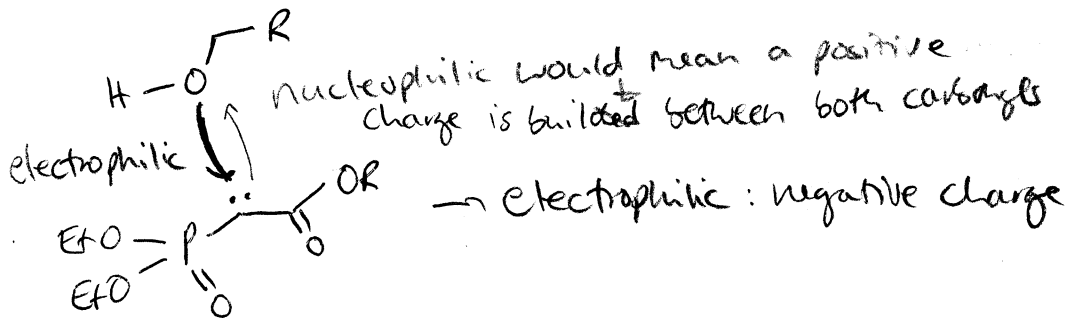 R
H – O
nucleophilic would mean a positive
charge is builded between both carbonyls
electrophilic
OR
→ electrophilic : negative charge
EtO – P
O
EtO
O